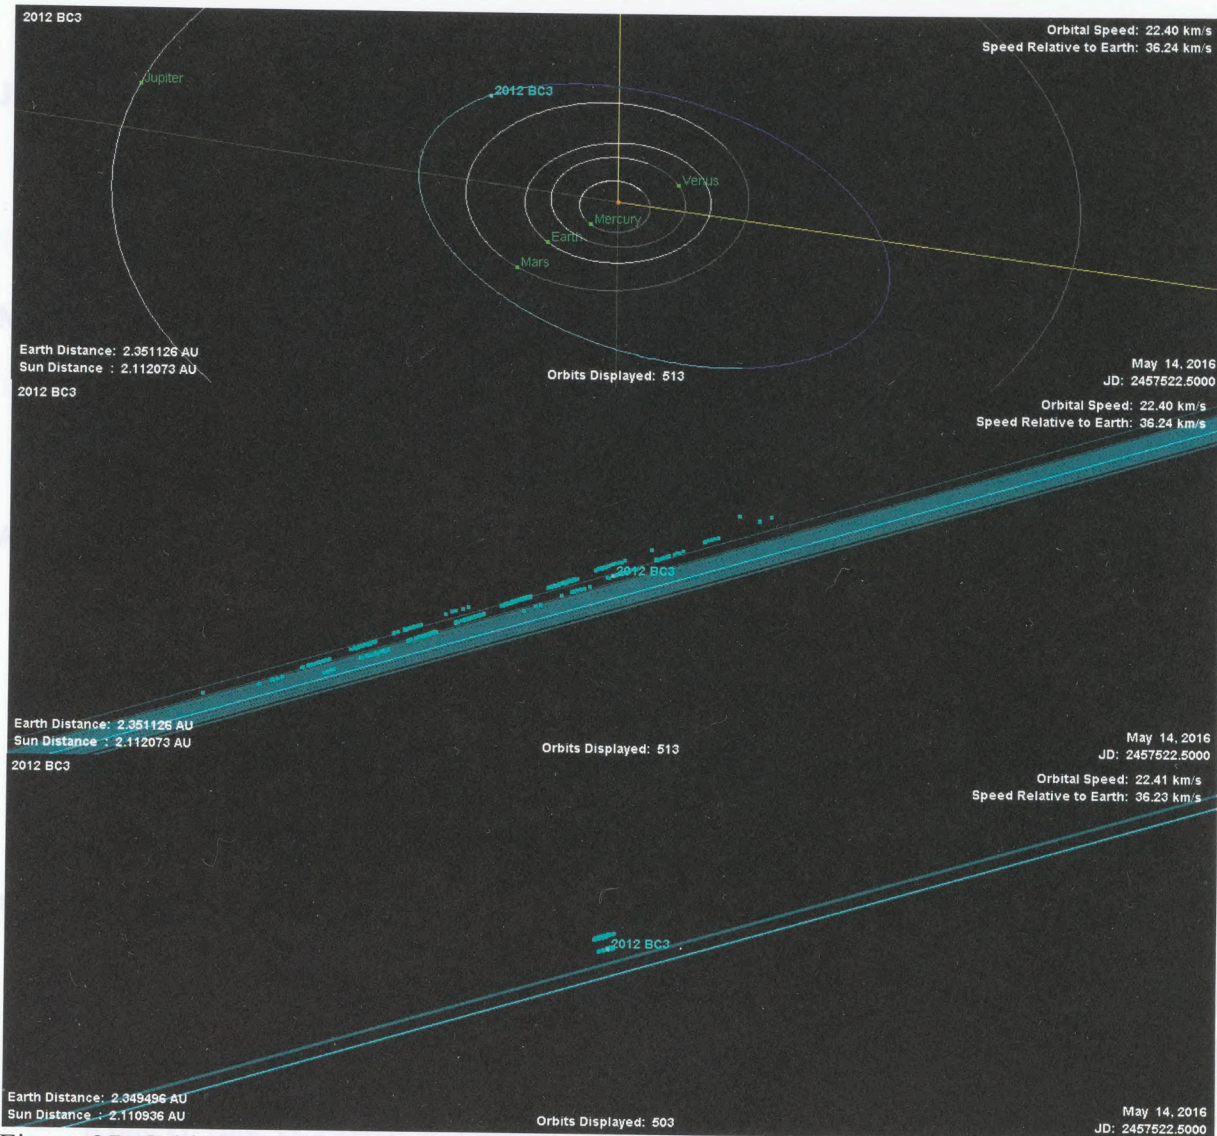 2012 BC3
Orbital Speed: 22.40 km/s
Speed Relative to Earth: 36.24 km/s
Jupiter
2012 BC3
Venus
Mercury
Earth
Mars
Earth Distance: 2.351126 AU
Sun Distance : 2.112073 AU
Orbits Displayed: 513
May 14, 2016
JD: 2457522.5000
2012 BC3
Orbital Speed: 22.40 km/s
Speed Relative to Earth: 36.24 km/s
2012 BC3
Earth Distance: 2.351126 AU
Sun Distance : 2.112073 AU
Orbits Displayed: 513
May 14, 2016
JD: 2457522.5000
2012 BC3
Orbital Speed: 22.41 km/s
Speed Relative to Earth: 36.23 km/s
2012 BC3
Earth Distance: 2.349496 AU
Sun Distance : 2.110936 AU
Orbits Displayed: 503
May 14, 2016
JD: 2457522.5000